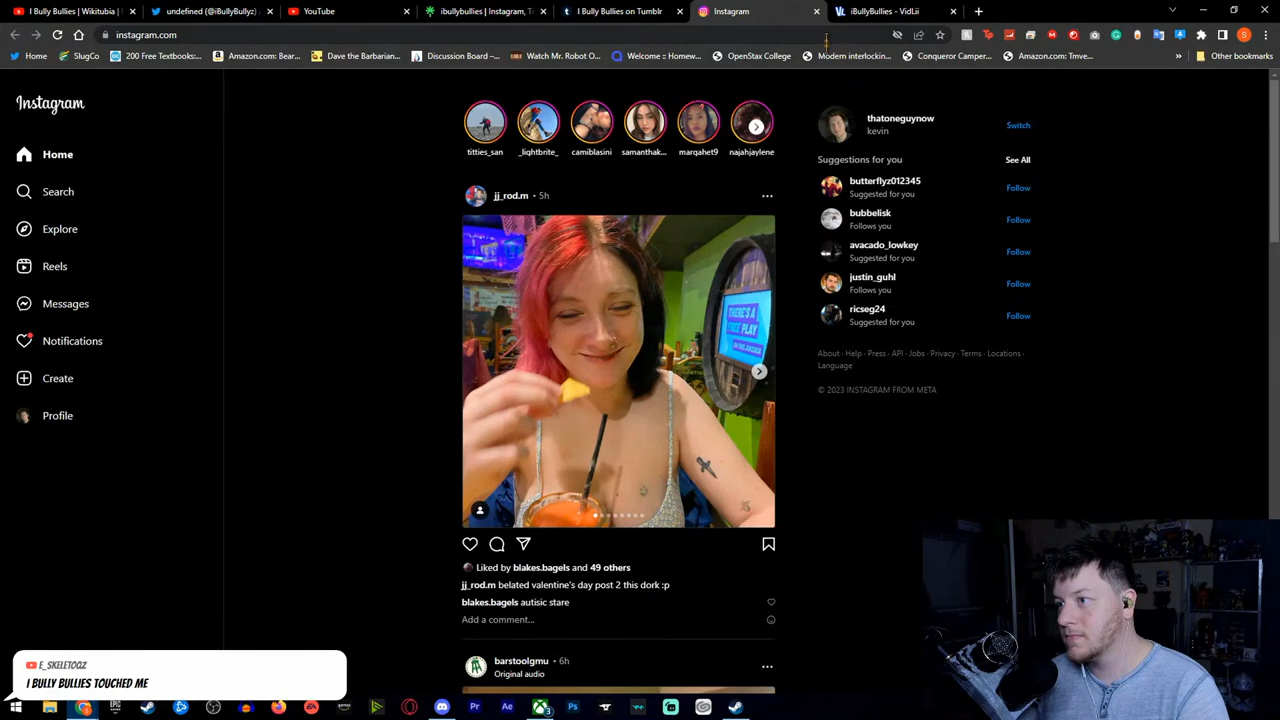 I Bully Bullies | Wikitubia |
undefined (@iBullyBullyz) /
YouTube
ibullybullies | Instagram, T
I Bully Bullies on Tumblr
Instagram
iBullyBullies - VidLii
instagram.com
Home
SlugCo
200 Free Textbooks:...
Amazon.com: Bear...
Dave the Barbarian...
Discussion Board –...
Watch Mr. Robot O...
Welcome :: Homew...
OpenStax College
Modern interlockin...
Conqueror Camper...
Amazon.com: Tmve...
Other bookmarks
Instagram
Home
Search
Explore
Reels
Messages
Notifications
Create
Profile
titties_san
_lightbrite_
camiblasini
samanthak...
marqahet9
najahjaylene
jj_rod.m • 5h
THERE'S A
FREE PLAY
ON THIS JUKEBOX
Liked by blakes.bagels and 49 others
jj_rod.m belated valentine's day post 2 this dork :p
blakes.bagels autisic stare
Add a comment...
barstoolgmu • 6h
Original audio
thatoneguynow
kevin
Switch
Suggestions for you
See All
butterflyz012345
Suggested for you
Follow
bubbelisk
Follows you
Follow
avacado_lowkey
Suggested for you
Follow
justin_guhl
Follows you
Follow
ricseg24
Suggested for you
Follow
About · Help · Press · API · Jobs · Privacy · Terms · Locations ·
Language
© 2023 INSTAGRAM FROM META
E_SKELETOQZ
I BULLY BULLIES TOUCHED ME